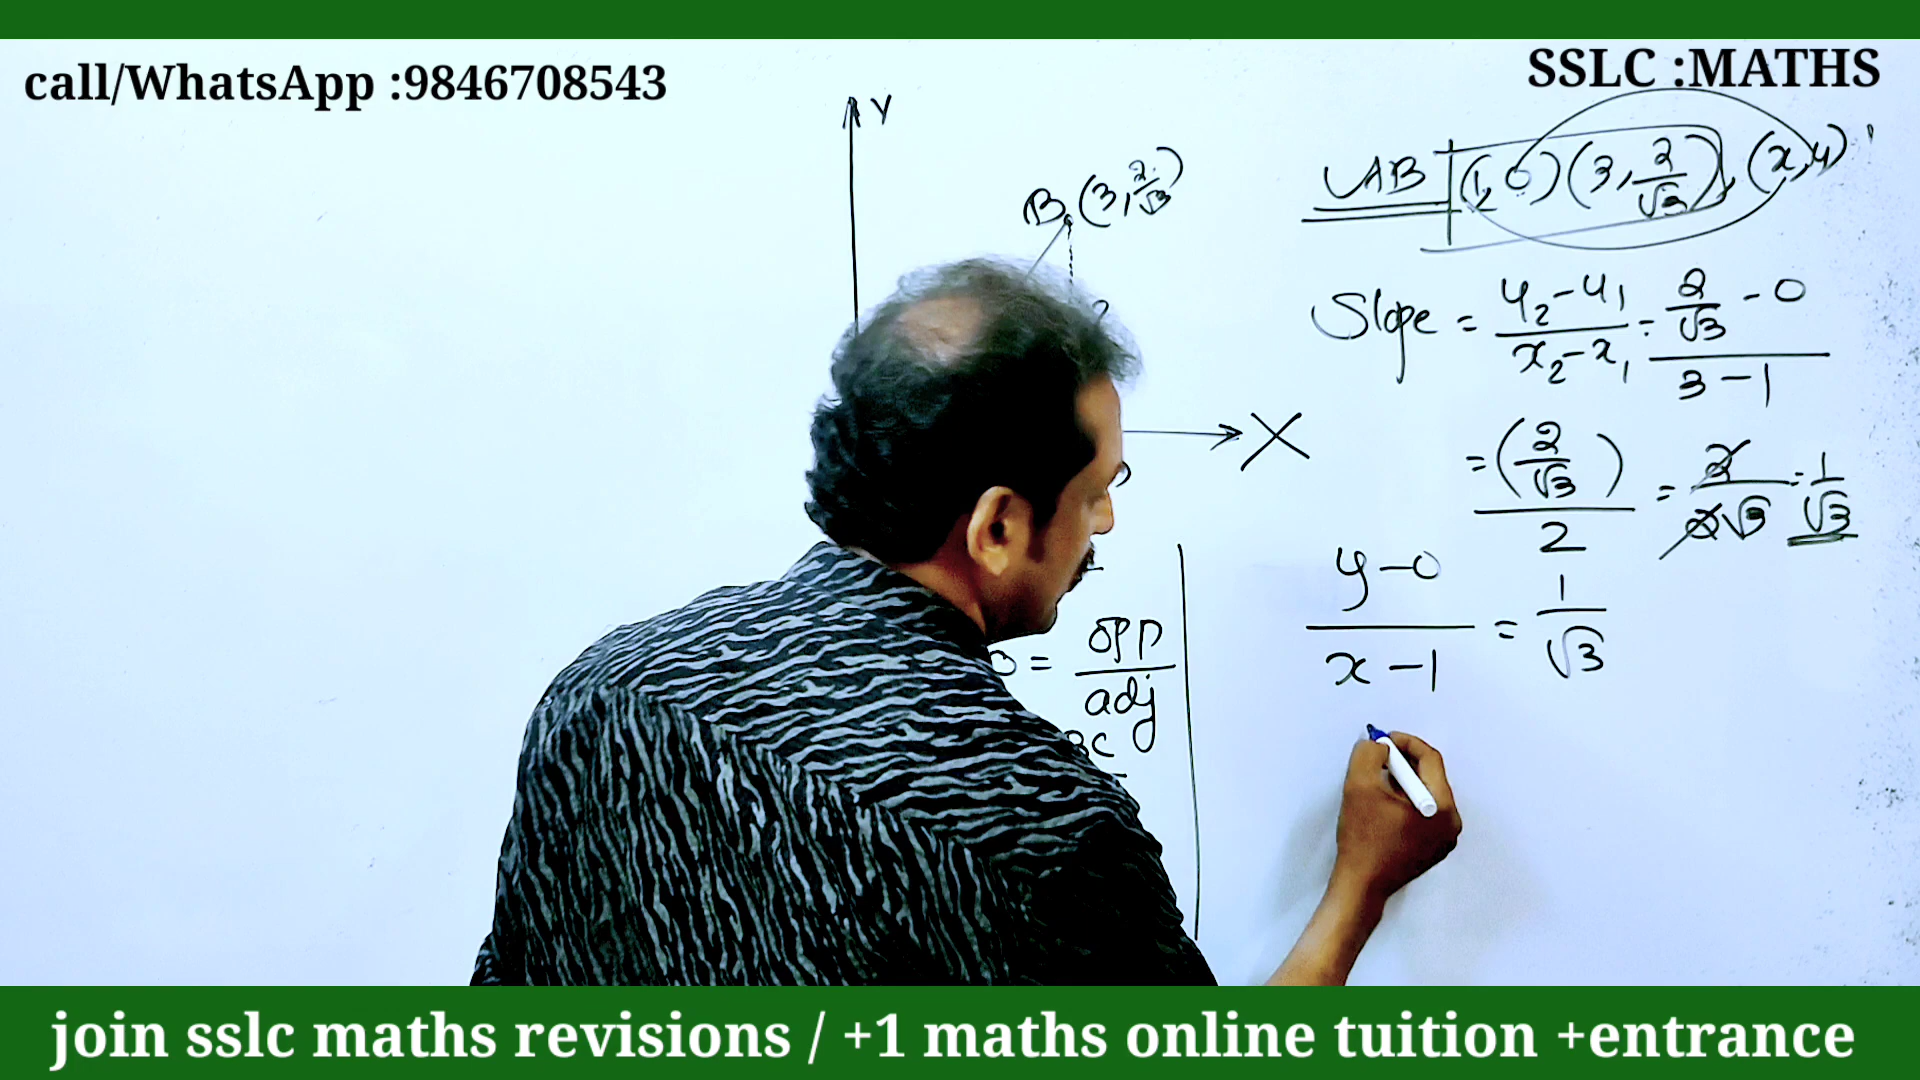 call/WhatsApp :9846708543
SSLC :MATHS
Y
B (3, 2/√3)
X
AB (1, 0) (3, 2/√3), (x, y)
Slope = y₂-y₁/x₂-x₁ = 2/√3 - 0 / 3-1
= (2/√3)/2 = 2/2√3 = 1/√3
y-0/x-1 = 1/√3
= opp/adj
BC
join sslc maths revisions / +1 maths online tuition +entrance